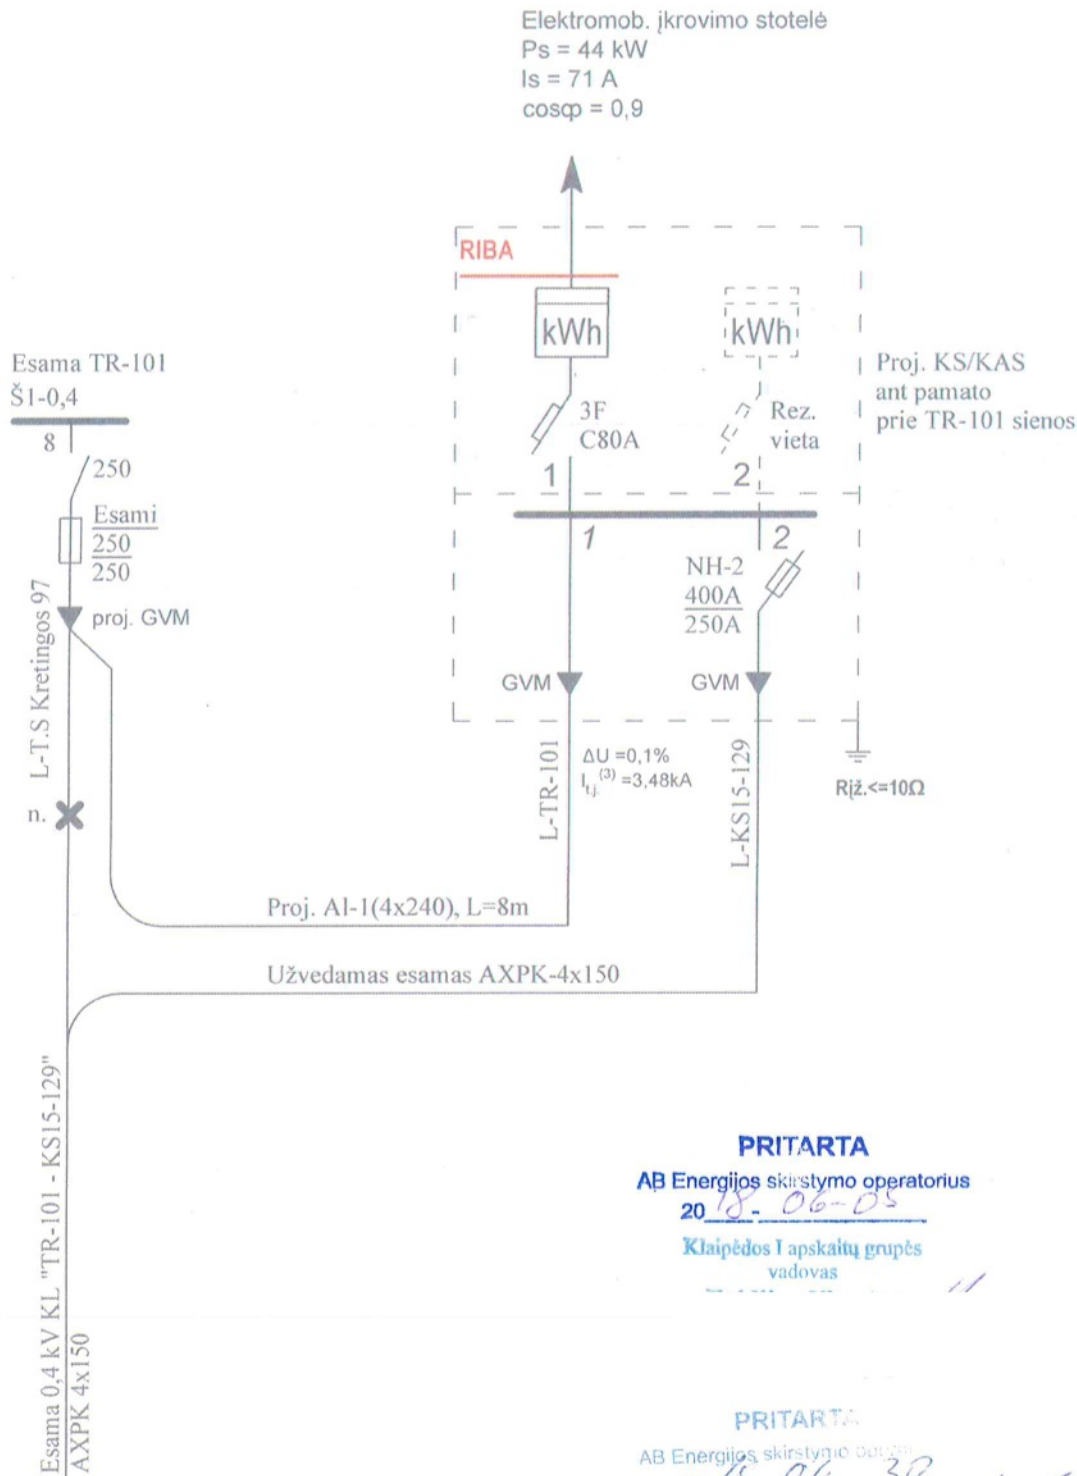 Elektromob. įkrovimo stotelė
Ps = 44 kW
Is = 71 A
cosφ = 0,9
RIBA
kWh
kWh
Esama TR-101
Š1-0,4
8
250
Esami
250
250
proj. GVM
L-T.S Kretingos 97
n.
3F
C80A
1
Rez.
vieta
2
Proj. KS/KAS
ant pamato
prie TR-101 sienos
1
2
NH-2
400A
250A
GVM
GVM
L-TR-101
ΔU =0,1%
It.j.(3) =3,48kA
L-KS15-129
Rįž.<=10Ω
Proj. Al-1(4x240), L=8m
Užvedamas esamas AXPK-4x150
Esama 0,4 kV KL "TR-101 - KS15-129"
AXPK 4x150
PRITARTA
AB Energijos skirstymo operatorius
2018-06-05
Klaipėdos I apskaitų grupės
vadovas
PRITARTA
AB Energijos skirstymo